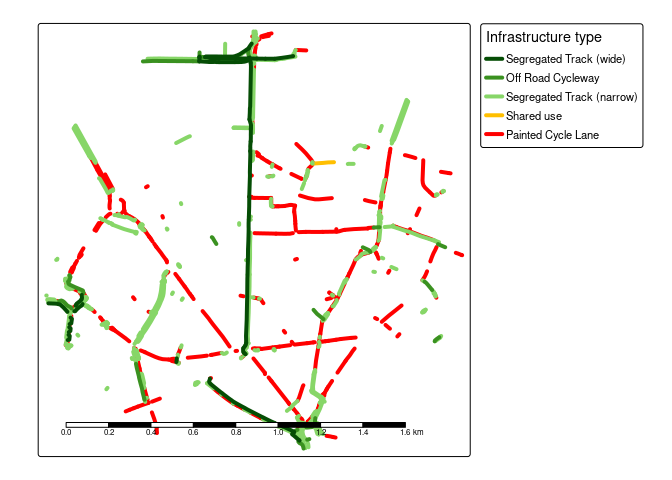 Infrastructure type
Segregated Track (wide)
Off Road Cycleway
Segregated Track (narrow)
Shared use
Painted Cycle Lane
0.0 0.2 0.4 0.6 0.8 1.0 1.2 1.4 1.6 km